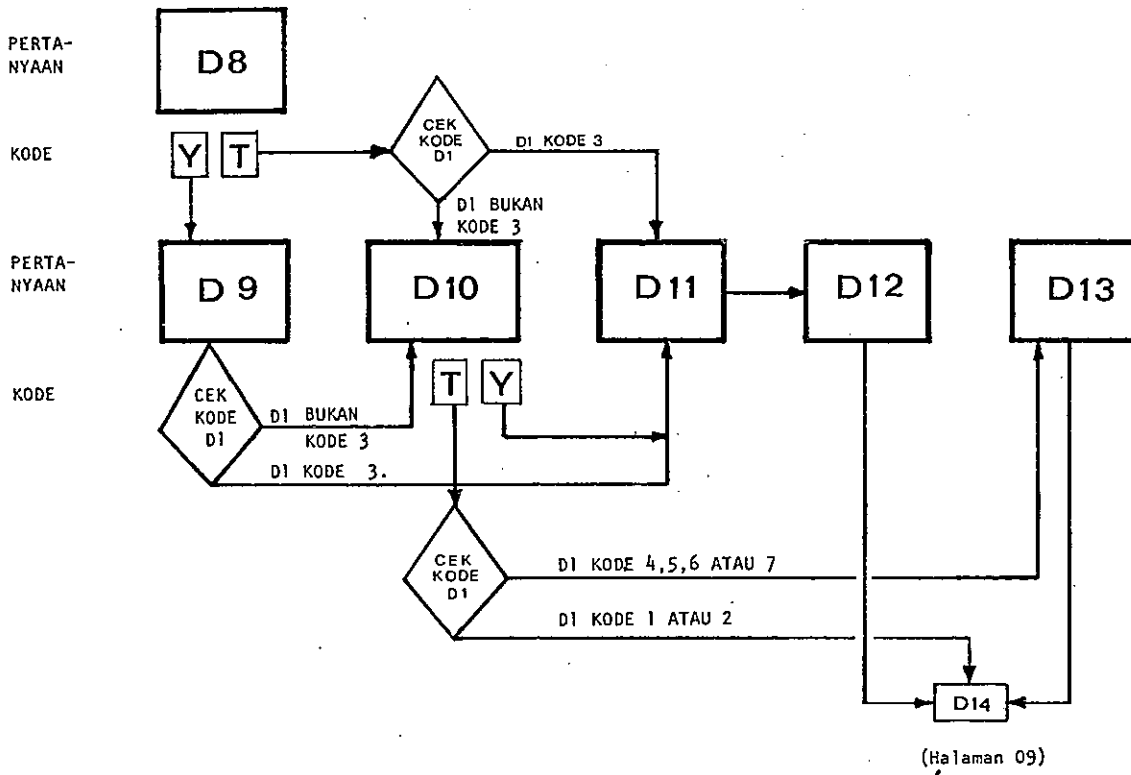 PERTA-
NYAAN
D8
KODE
Y T
CEK
KODE
D1
D1 KODE 3
D1 BUKAN
KODE 3
PERTA-
NYAAN
D9
D10
D11
D12
D13
KODE
T Y
CEK
KODE
D1
D1 BUKAN
KODE 3
D1 KODE 3.
CEK
KODE
D1
D1 KODE 4,5,6 ATAU 7
D1 KODE 1 ATAU 2
D14
(Halaman 09)